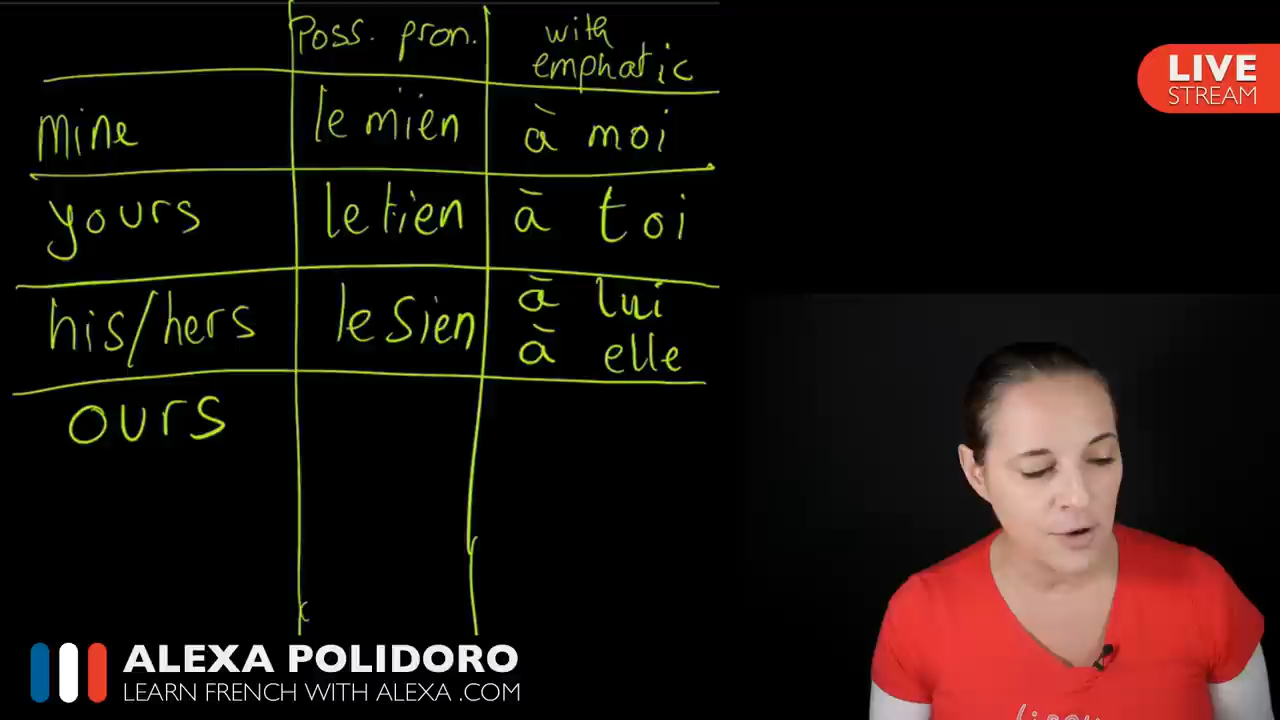 Poss. pron.
with
emphatic
mine
le mien
à moi
yours
le tien
à toi
his/hers
le sien
à lui
à elle
ours
LIVE
STREAM
ALEXA POLIDORO
LEARN FRENCH WITH ALEXA .COM